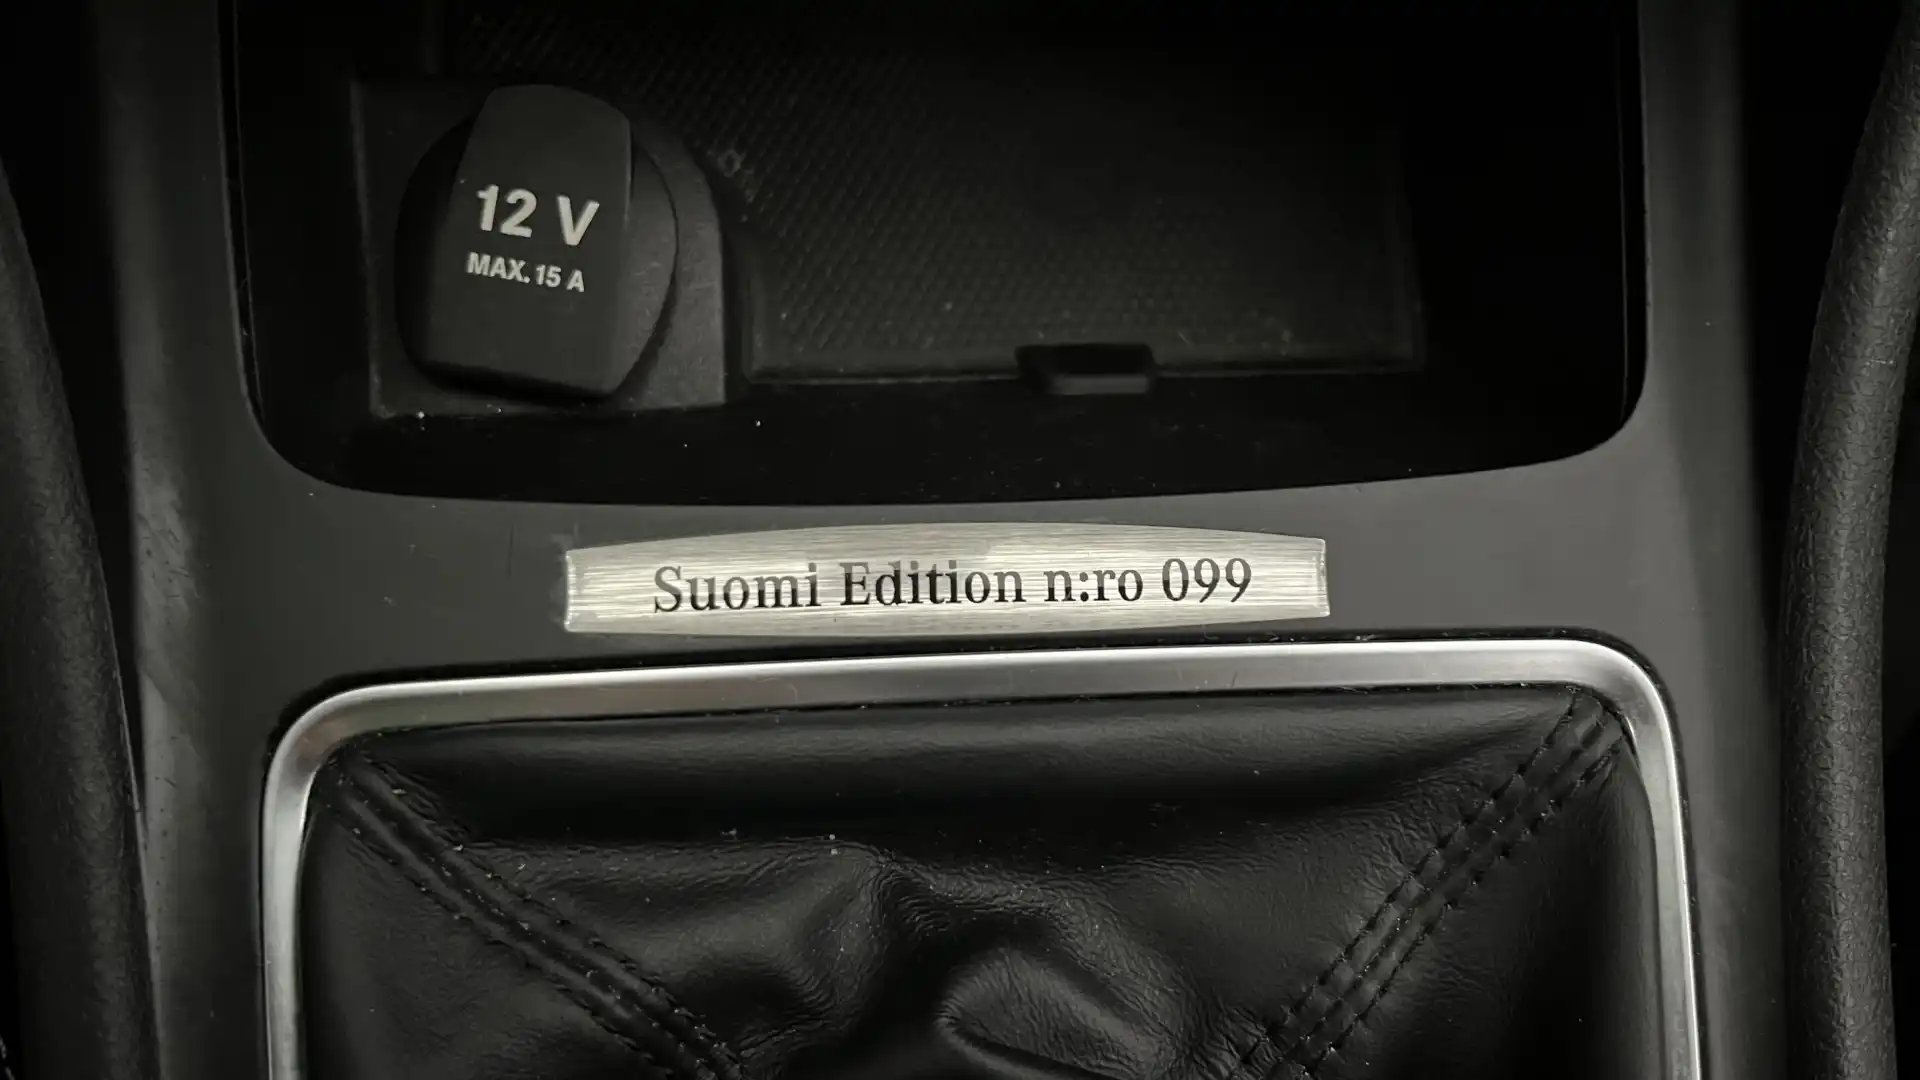 12 V
MAX. 15 A
Suomi Edition n:ro 099